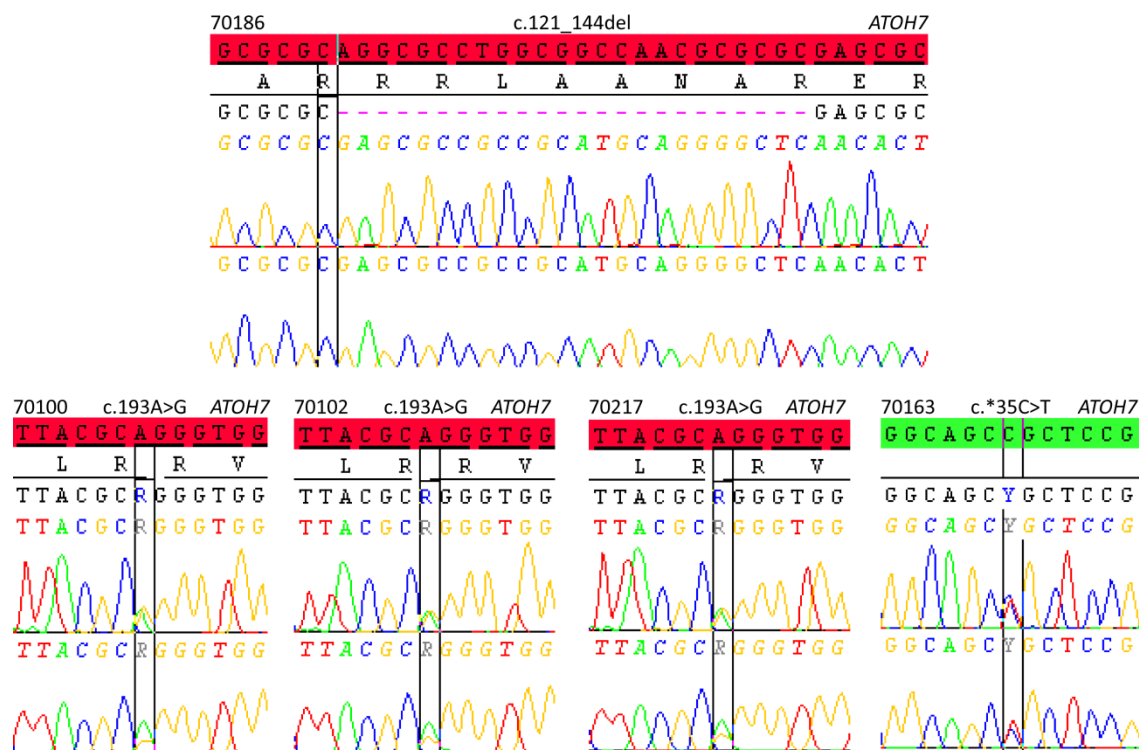 70186 c.121_144del ATOH7
GCGCGCAGGCGCCTGGCGGCCAACGCGCGCGAGCGC
A R R R L A A N A R E R
GCGCGC------------------------GAGCGC
GCGCGCGAGCGCCGCCGCATGCAGGGGCTCAACACT
GCGCGCGAGCGCCGCCGCATGCAGGGGCTCAACACT
70100 c.193A>G ATOH7
TTACGCAGGGTGG
L R R V
TTACGCRGGGTGG
TTACGCRGGGTGG
TTACGCRGGGTGG
70102 c.193A>G ATOH7
TTACGCAGGGTGG
L R R V
TTACGCRGGGTGG
TTACGCRGGGTGG
TTACGCRGGGTGG
70217 c.193A>G ATOH7
TTACGCAGGGTGG
L R R V
TTACGCRGGGTGG
TTACGCRGGGTGG
TTACGCRGGGTGG
70163 c.*35C>T ATOH7
GGCAGCCGCTCCG
GGCAGCYGCTCCG
GGCAGCYGCTCCG
GGCAGCYGCTCCG